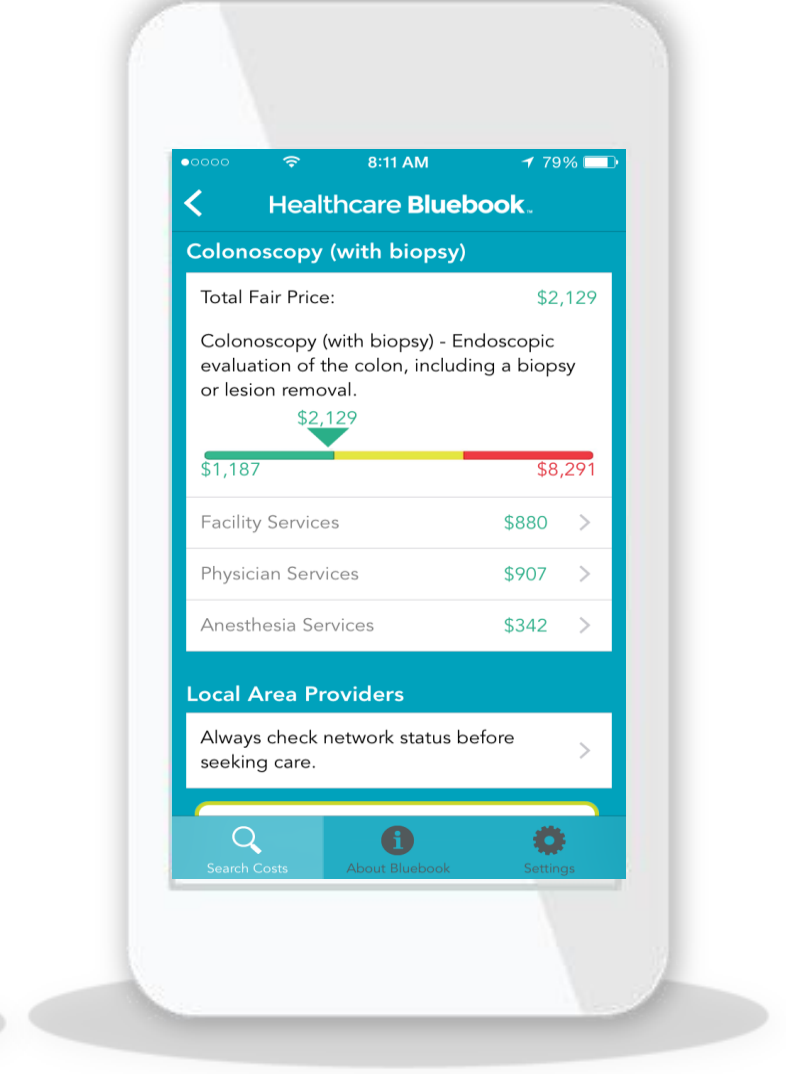 8:11 AM 79%
Healthcare Bluebook™
Colonoscopy (with biopsy)
Total Fair Price: $2,129
Colonoscopy (with biopsy) - Endoscopic
evaluation of the colon, including a biopsy
or lesion removal.
$2,129
$1,187 $8,291
Facility Services $880
Physician Services $907
Anesthesia Services $342
Local Area Providers
Always check network status before
seeking care.
Search Costs About Bluebook Settings